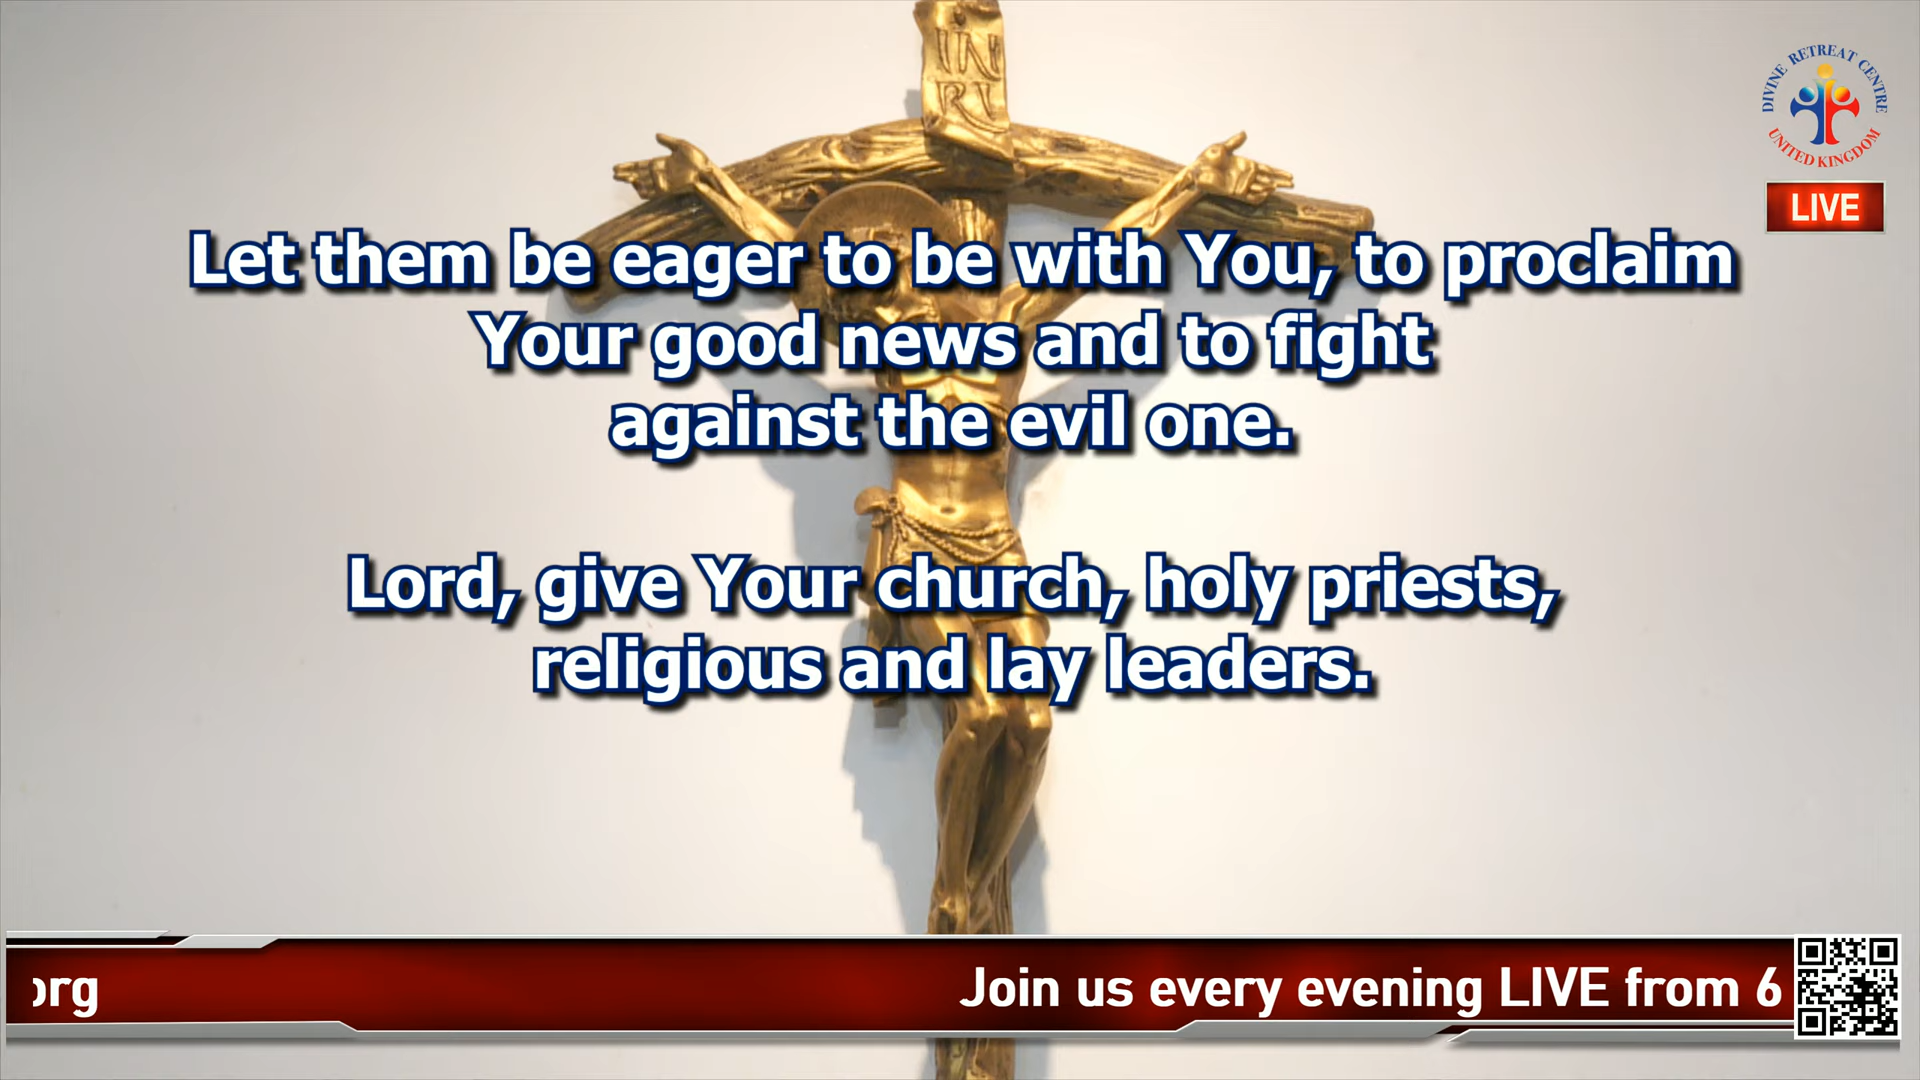 IN
RI
DIVINE RETREAT CENTRE
UNITED KINGDOM
LIVE
Let them be eager to be with You, to proclaim
Your good news and to fight
against the evil one.
Lord, give Your church, holy priests,
religious and lay leaders.
org
Join us every evening LIVE from 6